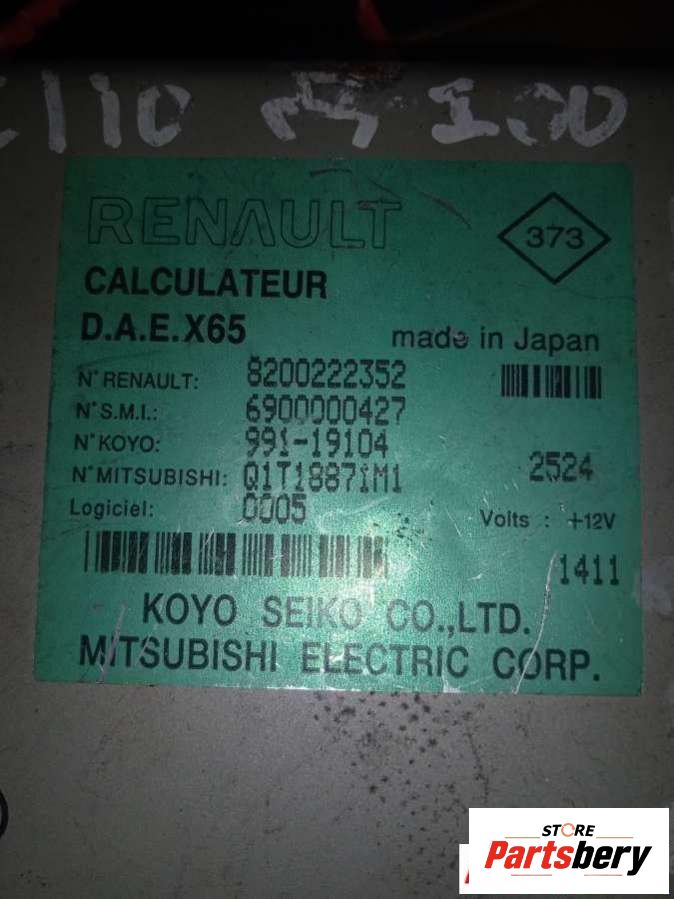 RENAULT
373
CALCULATEUR
D.A.E.X65
made in Japan
N° RENAULT: 8200222352
N° S.M.I.: 6900000427
N° KOYO: 991-19104
N° MITSUBISHI: Q1T18871M1
2524
Logiciel: 0005
Volts : +12V
1411
KOYO SEIKO CO.,LTD.
MITSUBISHI ELECTRIC CORP.
STORE
Partsbery